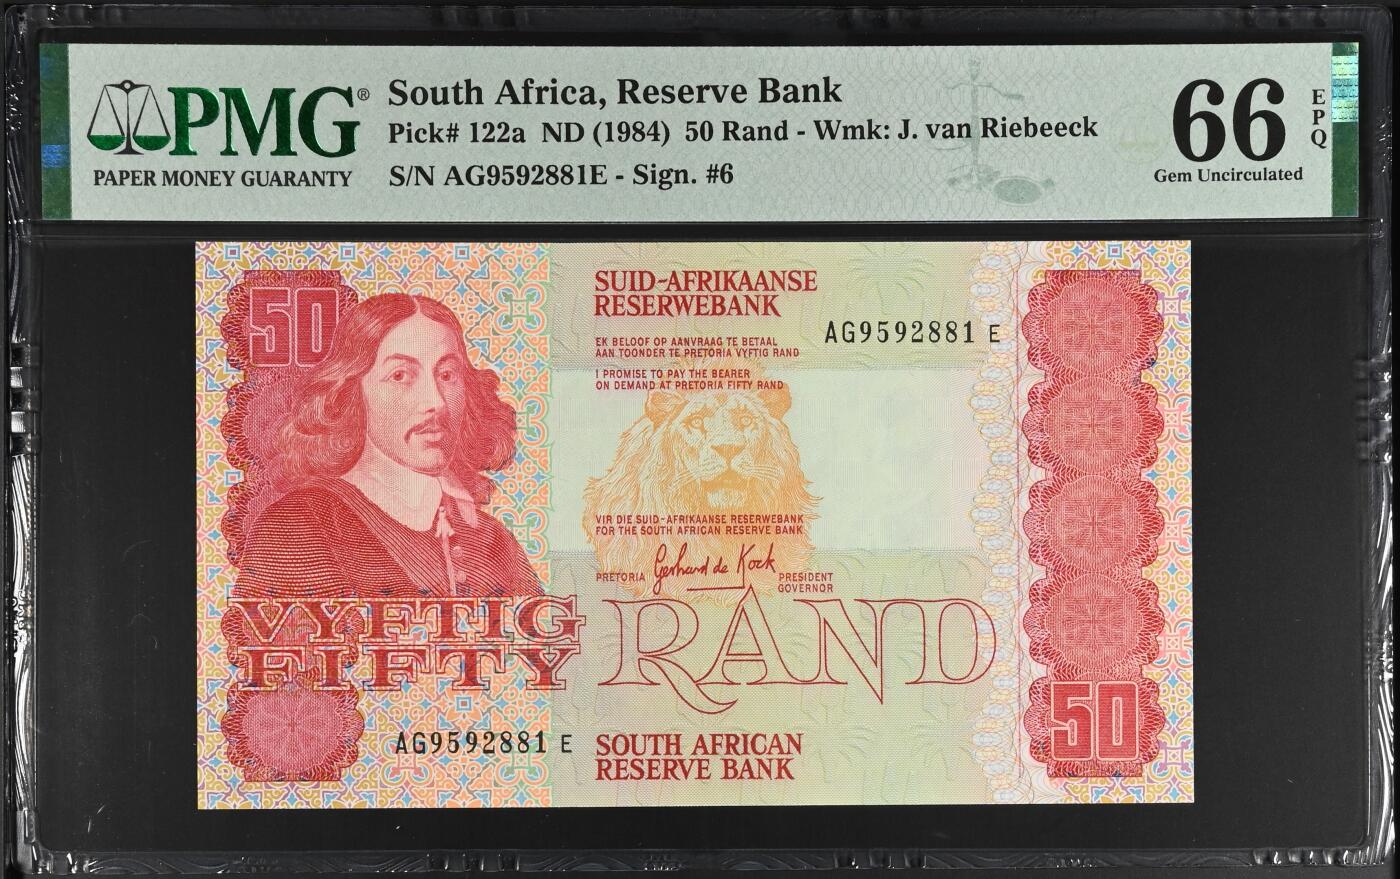 PMG®
PAPER MONEY GUARANTY
South Africa, Reserve Bank
Pick# 122a ND (1984) 50 Rand - Wmk: J. van Riebeeck
S/N AG9592881E - Sign. #6
66
EPQ
Gem Uncirculated
50
SUID-AFRIKAANSE
RESERWEBANK
AG9592881 E
EK BELOOF OP AANVRAAG TE BETAAL
AAN TOONDER TE PRETORIA VYFTIG RAND
I PROMISE TO PAY THE BEARER
ON DEMAND AT PRETORIA FIFTY RAND
VIR DIE SUID-AFRIKAANSE RESERWEBANK
FOR THE SOUTH AFRICAN RESERVE BANK
Gerhard de Kock
PRETORIA
PRESIDENT
GOVERNOR
VYFTIG
FIFTY
RAND
50
AG9592881 E
SOUTH AFRICAN
RESERVE BANK